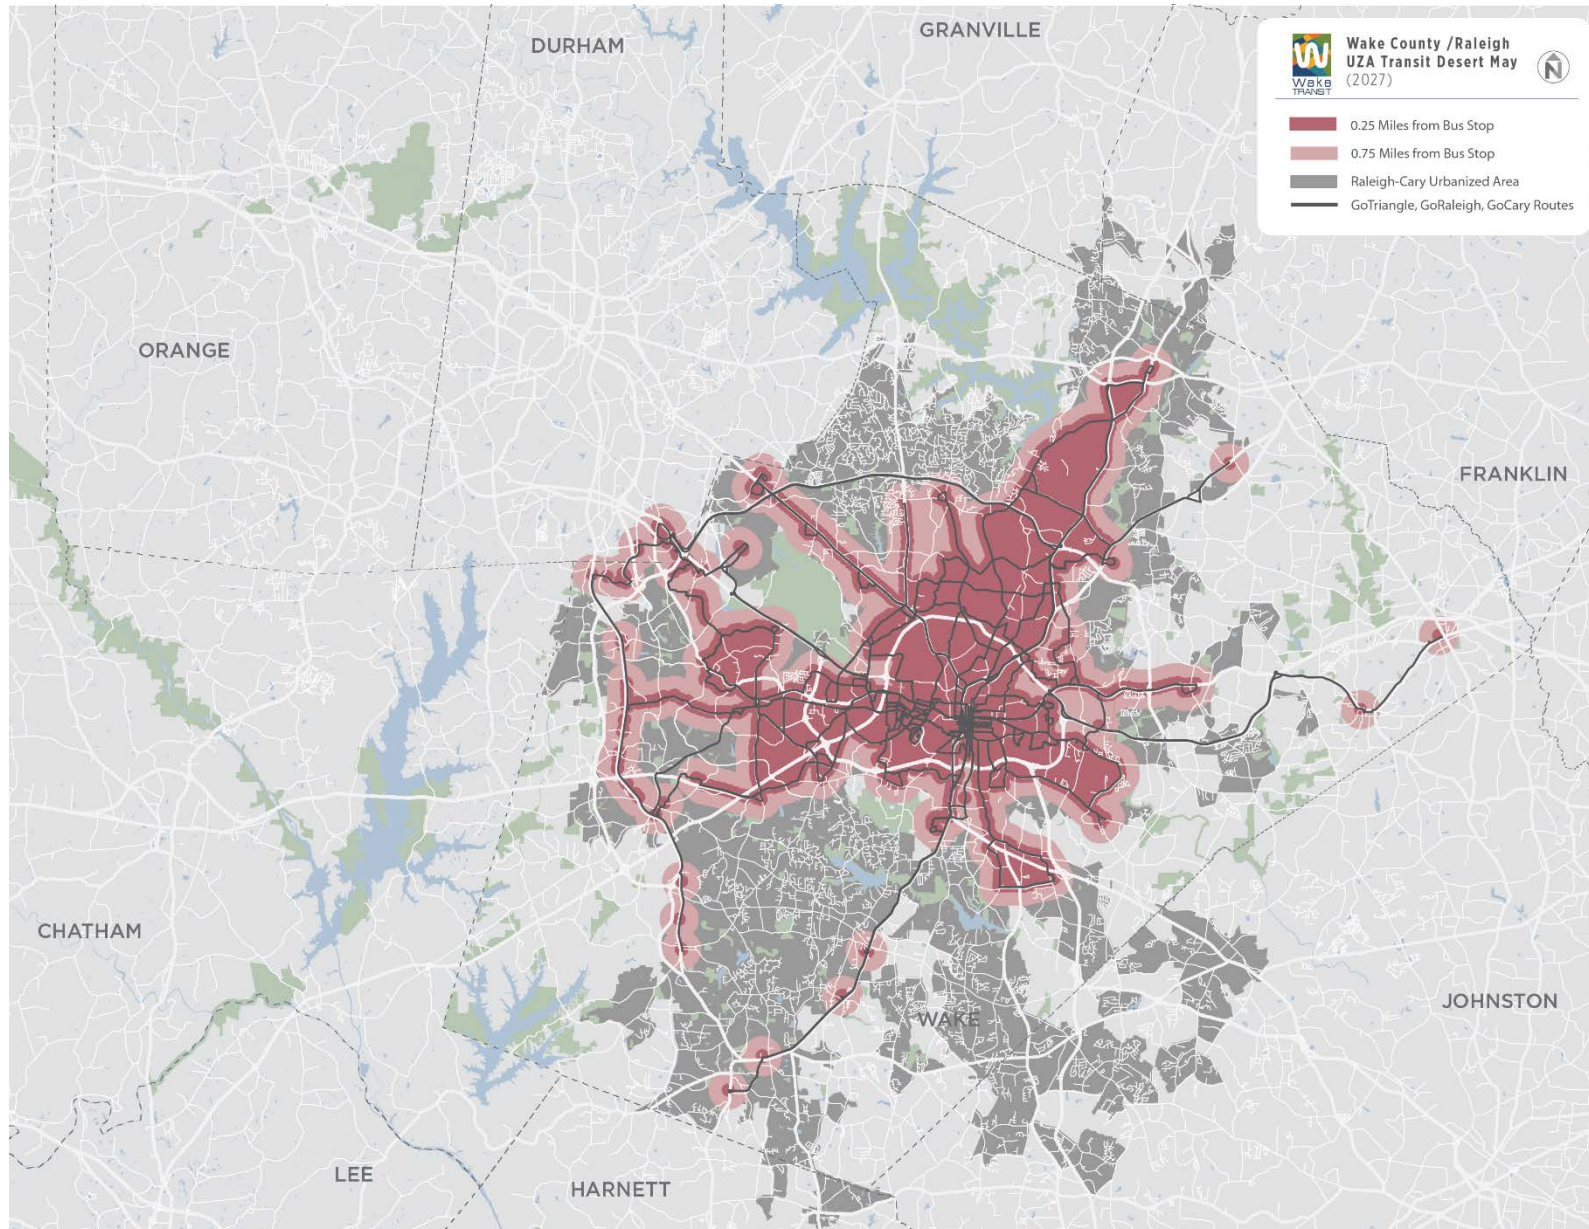 DURHAM
GRANVILLE
Wake
TRANSIT
Wake County /Raleigh
UZA Transit Desert May
(2027)
N
0.25 Miles from Bus Stop
0.75 Miles from Bus Stop
Raleigh-Cary Urbanized Area
GoTriangle, GoRaleigh, GoCary Routes
ORANGE
FRANKLIN
CHATHAM
JOHNSTON
WAKE
LEE
HARNETT